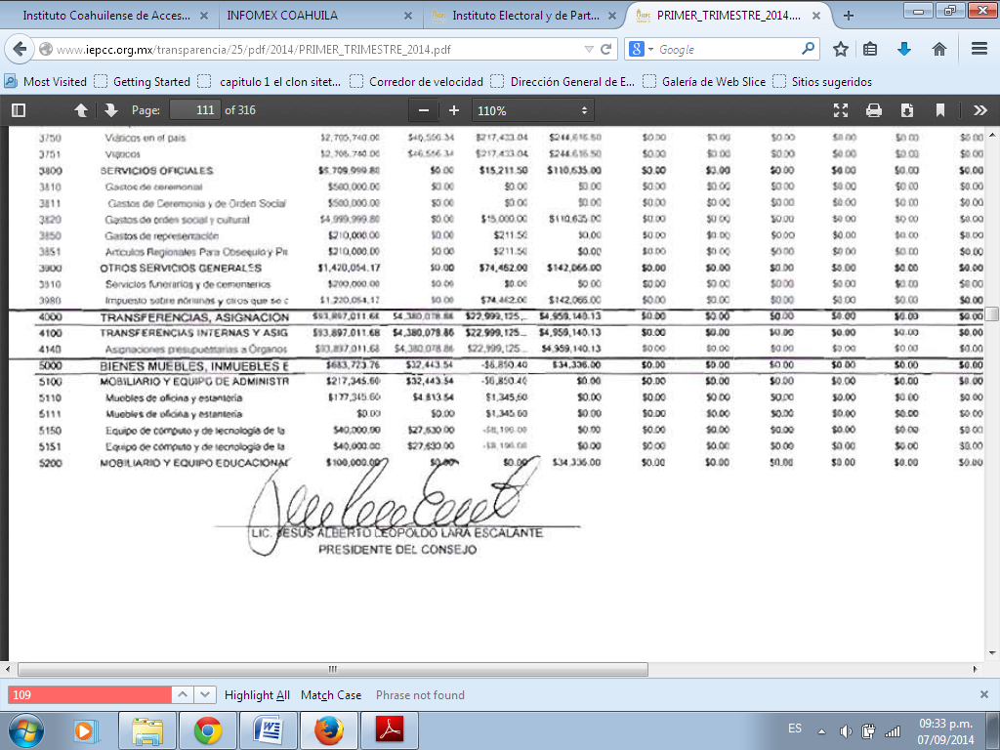 Instituto Coahuilense de Acces... × INFOMEX COAHUILA × Instituto Electoral y de Part... × PRIMER_TRIMESTRE_2014.... × +
www.iepcc.org.mx/transparencia/25/pdf/2014/PRIMER_TRIMESTRE_2014.pdf Google
Most Visited Getting Started capitulo 1 el clon sitet... Corredor de velocidad Dirección General de E... Galería de Web Slice Sitios sugeridos
Page: 111 of 316 110%
3750 Viáticos en el país $2,705,740.00 $46,556.34 $217,433.04 $244,616.50 $0.00 $0.00 $0.00 $0.00 $0.00 $0.00
3751 Viáticos $2,705,740.00 $46,556.34 $217,433.04 $244,616.50 $0.00 $0.00 $0.00 $0.00 $0.00 $0.00
3800 SERVICIOS OFICIALES $5,709,999.80 $0.00 $15,211.50 $110,635.00 $0.00 $0.00 $0.00 $0.00 $0.00 $0.00
3810 Gastos de ceremonial $500,000.00 $0.00 $0.00 $0.00 $0.00 $0.00 $0.00 $0.00 $0.00 $0.00
3811 Gastos de Ceremonia y de Orden Social $500,000.00 $0.00 $0.00 $0.00 $0.00 $0.00 $0.00 $0.00 $0.00 $0.00
3820 Gastos de orden social y cultural $4,999,999.80 $0.00 $15,000.00 $110,635.00 $0.00 $0.00 $0.00 $0.00 $0.00 $0.00
3850 Gastos de representación $210,000.00 $0.00 $211.50 $0.00 $0.00 $0.00 $0.00 $0.00 $0.00 $0.00
3851 Artículos Regionales Para Obsequio y Pr $210,000.00 $0.00 $211.50 $0.00 $0.00 $0.00 $0.00 $0.00 $0.00 $0.00
3900 OTROS SERVICIOS GENERALES $1,420,054.17 $0.00 $74,462.00 $142,066.00 $0.00 $0.00 $0.00 $0.00 $0.00 $0.00
3910 Servicios funerarios y de cementerios $200,000.00 $0.00 $0.00 $0.00 $0.00 $0.00 $0.00 $0.00 $0.00 $0.00
3980 Impuesto sobre nóminas y otros que se c $1,220,054.17 $0.00 $74,462.00 $142,066.00 $0.00 $0.00 $0.00 $0.00 $0.00 $0.00
4000 TRANSFERENCIAS, ASIGNACION $93,897,011.68 $4,380,078.86 $22,999,125... $4,959,140.13 $0.00 $0.00 $0.00 $0.00 $0.00 $0.00
4100 TRANSFERENCIAS INTERNAS Y ASIG $93,897,011.68 $4,380,078.86 $22,999,125... $4,959,140.13 $0.00 $0.00 $0.00 $0.00 $0.00 $0.00
4140 Asignaciones presupuestarias a Órganos $93,897,011.68 $4,380,078.86 $22,999,125... $4,959,140.13 $0.00 $0.00 $0.00 $0.00 $0.00 $0.00
5000 BIENES MUEBLES, INMUEBLES E $683,773.76 $32,443.54 -$6,850.40 $34,336.00 $0.00 $0.00 $0.00 $0.00 $0.00 $0.00
5100 MOBILIARIO Y EQUIPO DE ADMINISTR $217,345.60 $32,443.54 -$6,850.40 $0.00 $0.00 $0.00 $0.00 $0.00 $0.00 $0.00
5110 Muebles de oficina y estantería $177,345.60 $4,813.54 $1,345.60 $0.00 $0.00 $0.00 $0.00 $0.00 $0.00 $0.00
5111 Muebles de oficina y estantería $0.00 $0.00 $1,345.60 $0.00 $0.00 $0.00 $0.00 $0.00 $0.00 $0.00
5150 Equipo de cómputo y de tecnología de la $40,000.00 $27,630.00 -$8,196.00 $0.00 $0.00 $0.00 $0.00 $0.00 $0.00 $0.00
5151 Equipo de cómputo y de tecnología de la $40,000.00 $27,630.00 -$8,196.00 $0.00 $0.00 $0.00 $0.00 $0.00 $0.00 $0.00
5200 MOBILIARIO Y EQUIPO EDUCACIONAL $100,000.00 $0.00 $0.00 $34,336.00 $0.00 $0.00 $0.00 $0.00 $0.00 $0.00
LIC. JESUS ALBERTO LEOPOLDO LARA ESCALANTE
PRESIDENTE DEL CONSEJO
109 Highlight All Match Case Phrase not found
ES 09:33 p.m.
07/09/2014